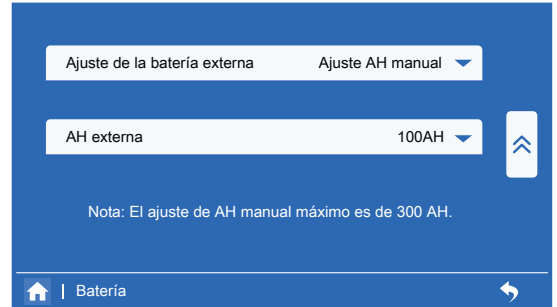 Ajuste de la batería externa Ajuste AH manual
AH externa 100AH
Nota: El ajuste de AH manual máximo es de 300 AH.
| Batería